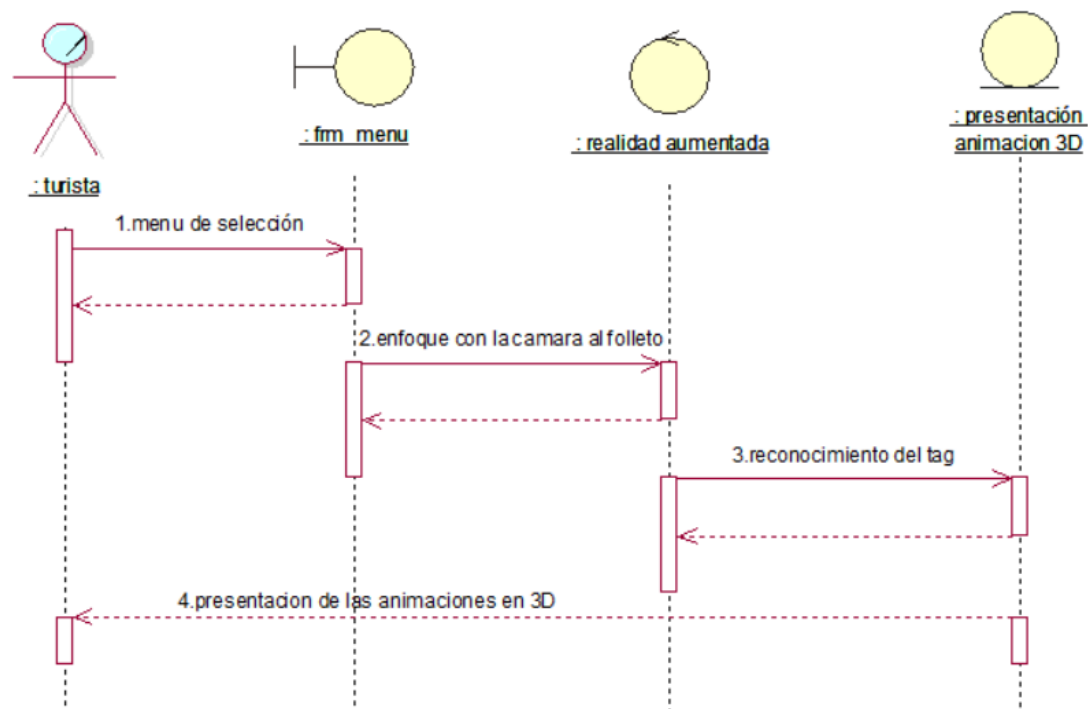 : turista
: frm_menu
: realidad aumentada
: presentación
animacion 3D
1.menu de selección
2.enfoque con la camara al folleto
3.reconocimiento del tag
4.presentacion de las animaciones en 3D